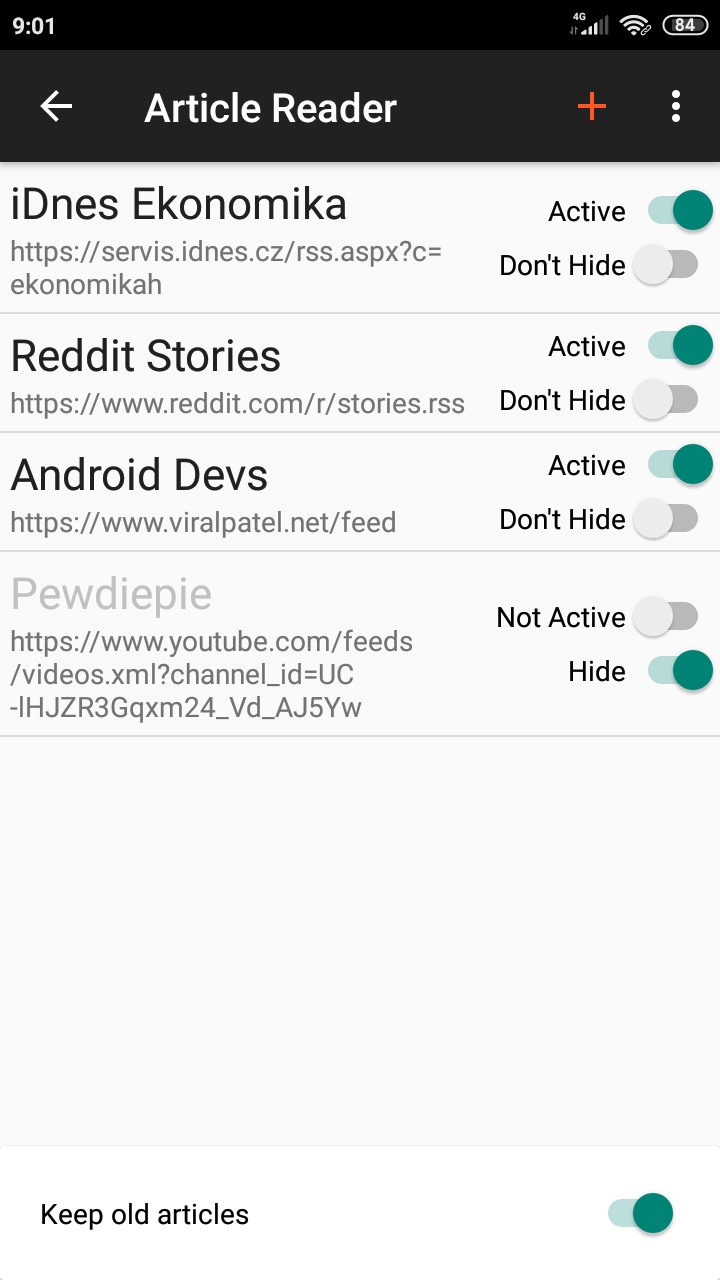 9:01
4G
84
Article Reader
iDnes Ekonomika
Active
https://servis.idnes.cz/rss.aspx?c=
ekonomikah
Don't Hide
Reddit Stories
Active
https://www.reddit.com/r/stories.rss
Don't Hide
Android Devs
Active
https://www.viralpatel.net/feed
Don't Hide
Pewdiepie
Not Active
https://www.youtube.com/feeds
/videos.xml?channel_id=UC
-lHJZR3Gqxm24_Vd_AJ5Yw
Hide
Keep old articles